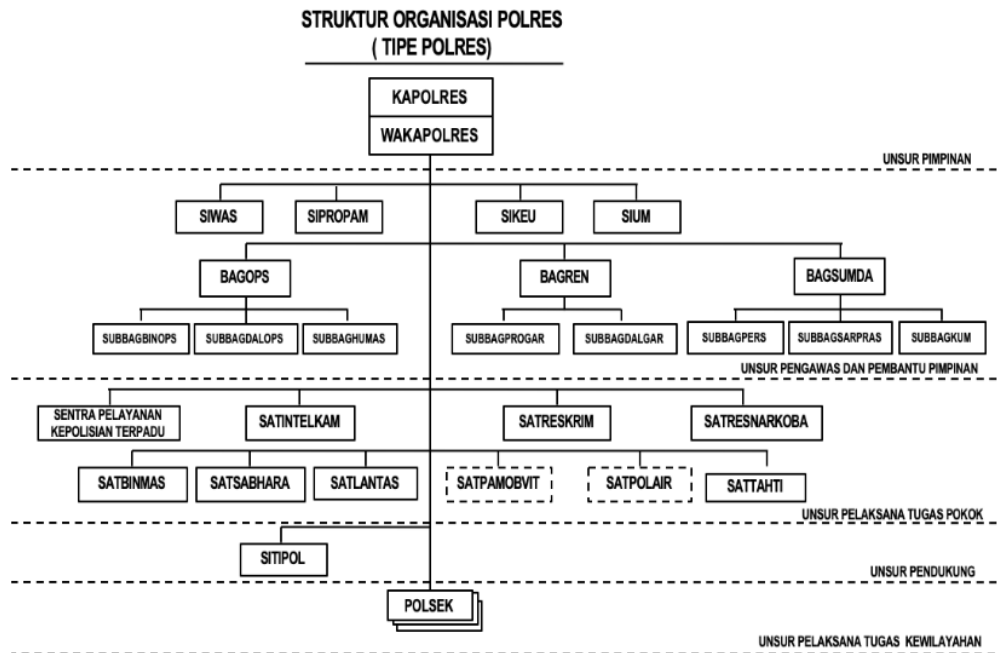 STRUKTUR ORGANISASI POLRES
( TIPE POLRES)
KAPOLRES
WAKAPOLRES
UNSUR PIMPINAN
SIWAS
SIPROPAM
SIKEU
SIUM
BAGOPS
BAGREN
BAGSUMDA
SUBBAGBINOPS
SUBBAGDALOPS
SUBBAGHUMAS
SUBBAGPROGAR
SUBBAGDALGAR
SUBBAGPERS
SUBBAGSARPRAS
SUBBAGKUM
UNSUR PENGAWAS DAN PEMBANTU PIMPINAN
SENTRA PELAYANAN
KEPOLISIAN TERPADU
SATINTELKAM
SATRESKRIM
SATRESNARKOBA
SATBINMAS
SATSABHARA
SATLANTAS
SATPAMOBVIT
SATPOLAIR
SATTAHTI
UNSUR PELAKSANA TUGAS POKOK
SITIPOL
UNSUR PENDUKUNG
POLSEK
UNSUR PELAKSANA TUGAS KEWILAYAHAN